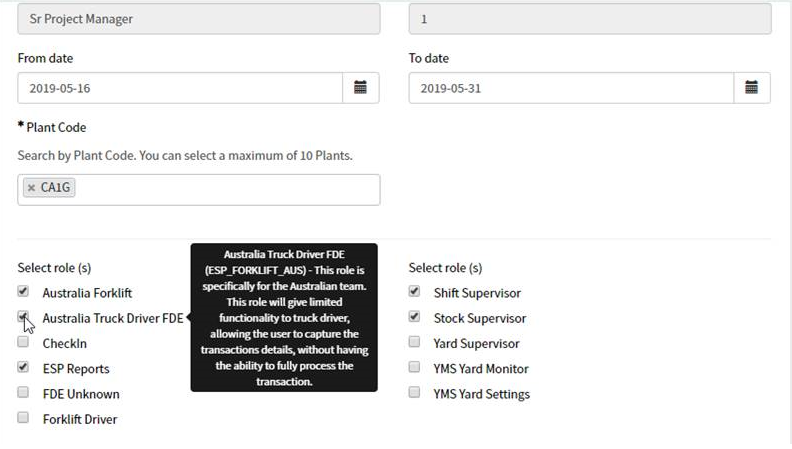 Sr Project Manager
1
From date
To date
2019-05-16
2019-05-31
* Plant Code
Search by Plant Code. You can select a maximum of 10 Plants.
× CA1G
Select role (s)
Australia Forklift
Australia Truck Driver FDE
CheckIn
ESP Reports
FDE Unknown
Forklift Driver
Australia Truck Driver FDE
(ESP_FORKLIFT_AUS) - This role is
specifically for the Australian team.
This role will give limited
functionality to truck driver,
allowing the user to capture the
transactions details, without having
the ability to fully process the
transaction.
Select role (s)
Shift Supervisor
Stock Supervisor
Yard Supervisor
YMS Yard Monitor
YMS Yard Settings